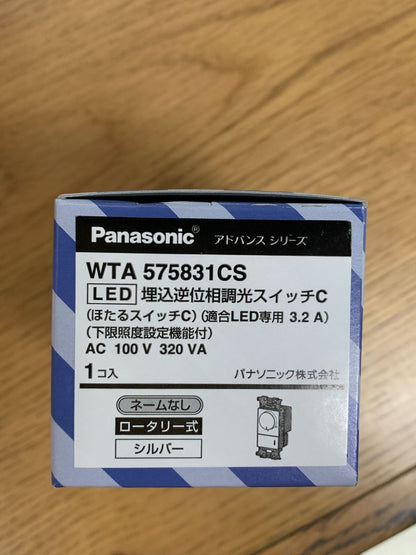 Panasonic® アドバンス シリーズ
WTA 575831CS
LED 埋込逆位相調光スイッチC
(ほたるスイッチC)(適合LED専用 3.2 A)
(下限照度設定機能付)
AC 100 V 320 VA
1コ入 パナソニック株式会社
ネームなし
ロータリー式
シルバー